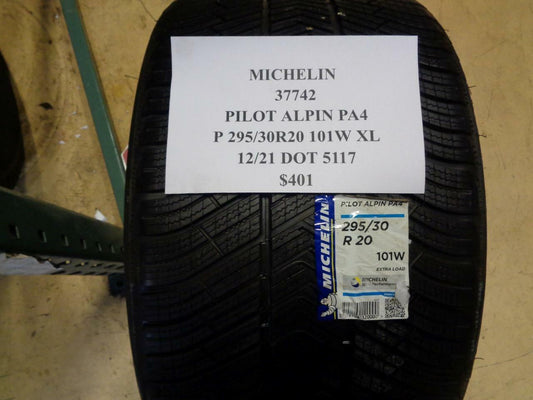 MICHELIN
37742
PILOT ALPIN PA4
P 295/30R20 101W XL
12/21 DOT 5117
$401
MICHELIN
PILOT ALPIN PA4
295/30
R 20
101W
EXTRA LOAD
MICHELIN